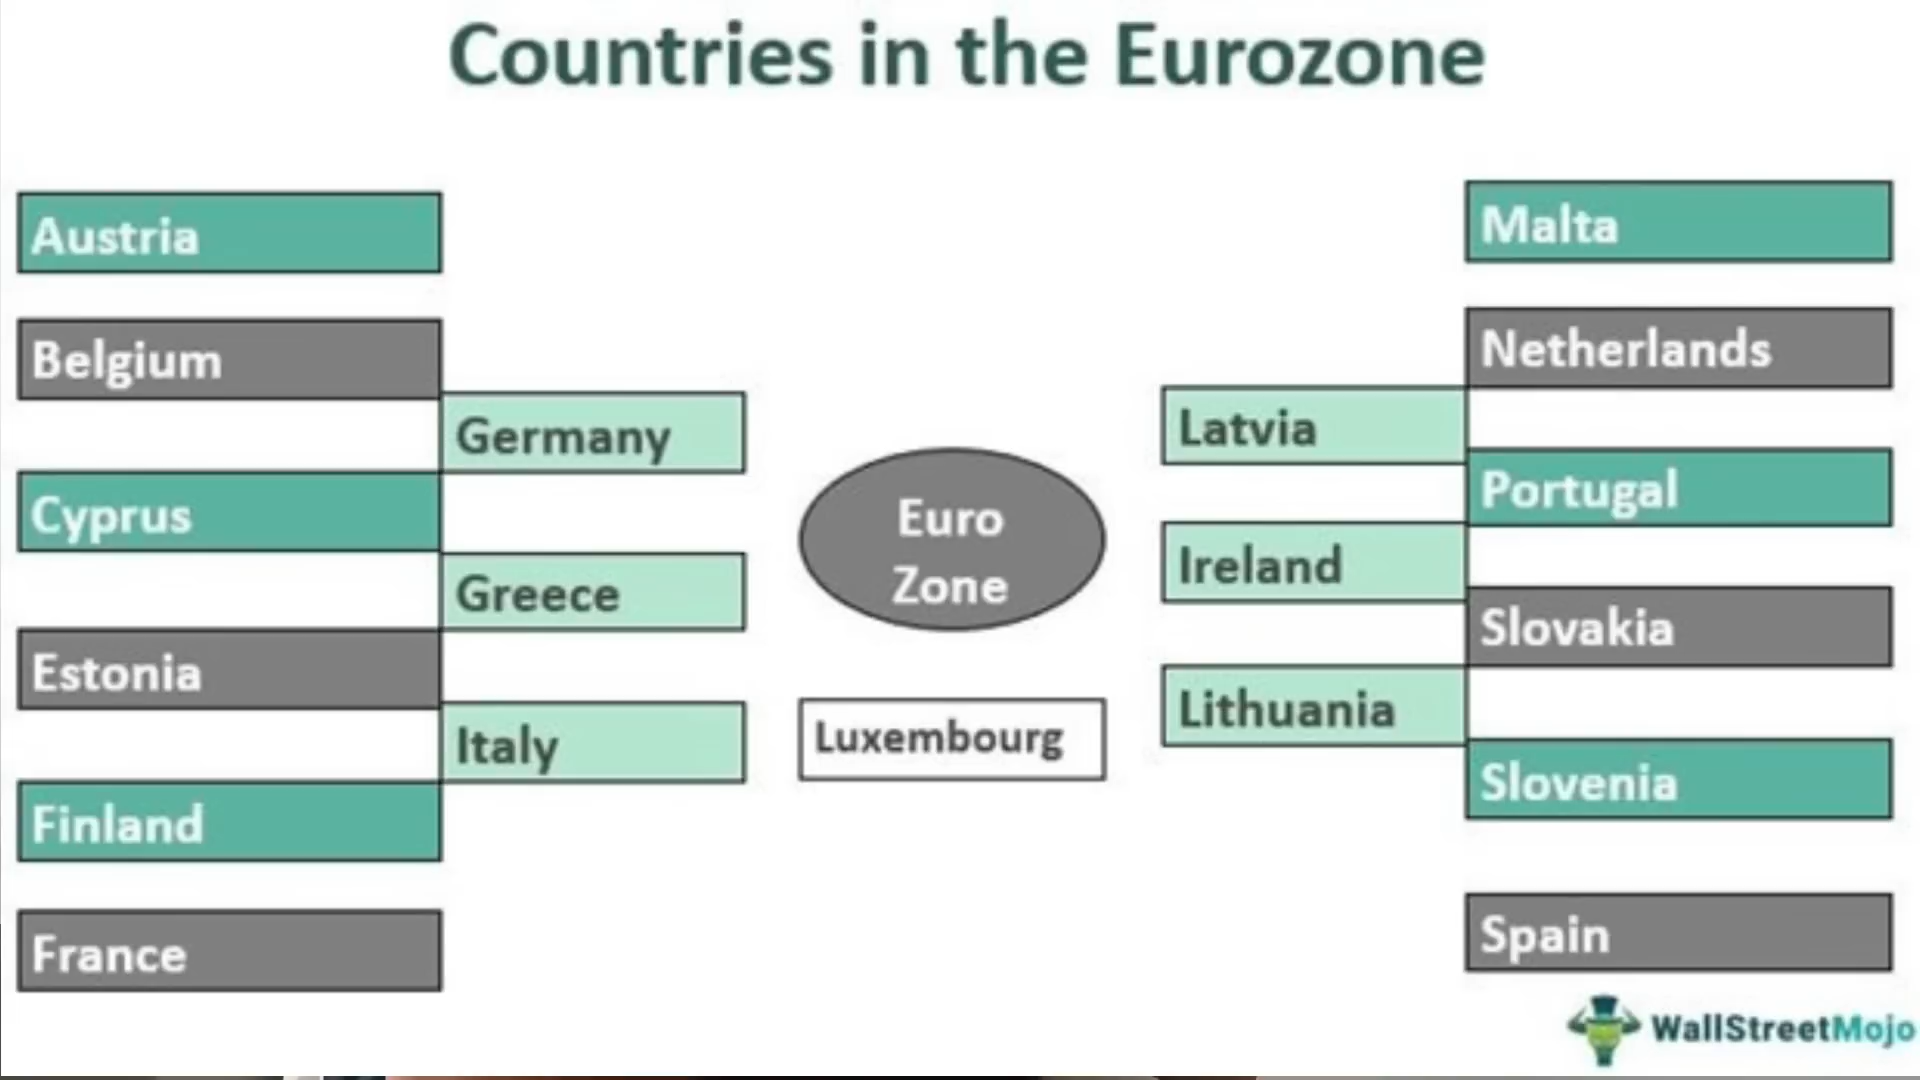 Countries in the Eurozone
Austria
Belgium
Cyprus
Estonia
Finland
France
Germany
Greece
Italy
Euro
Zone
Luxembourg
Latvia
Ireland
Lithuania
Malta
Netherlands
Portugal
Slovakia
Slovenia
Spain
WallStreetMojo